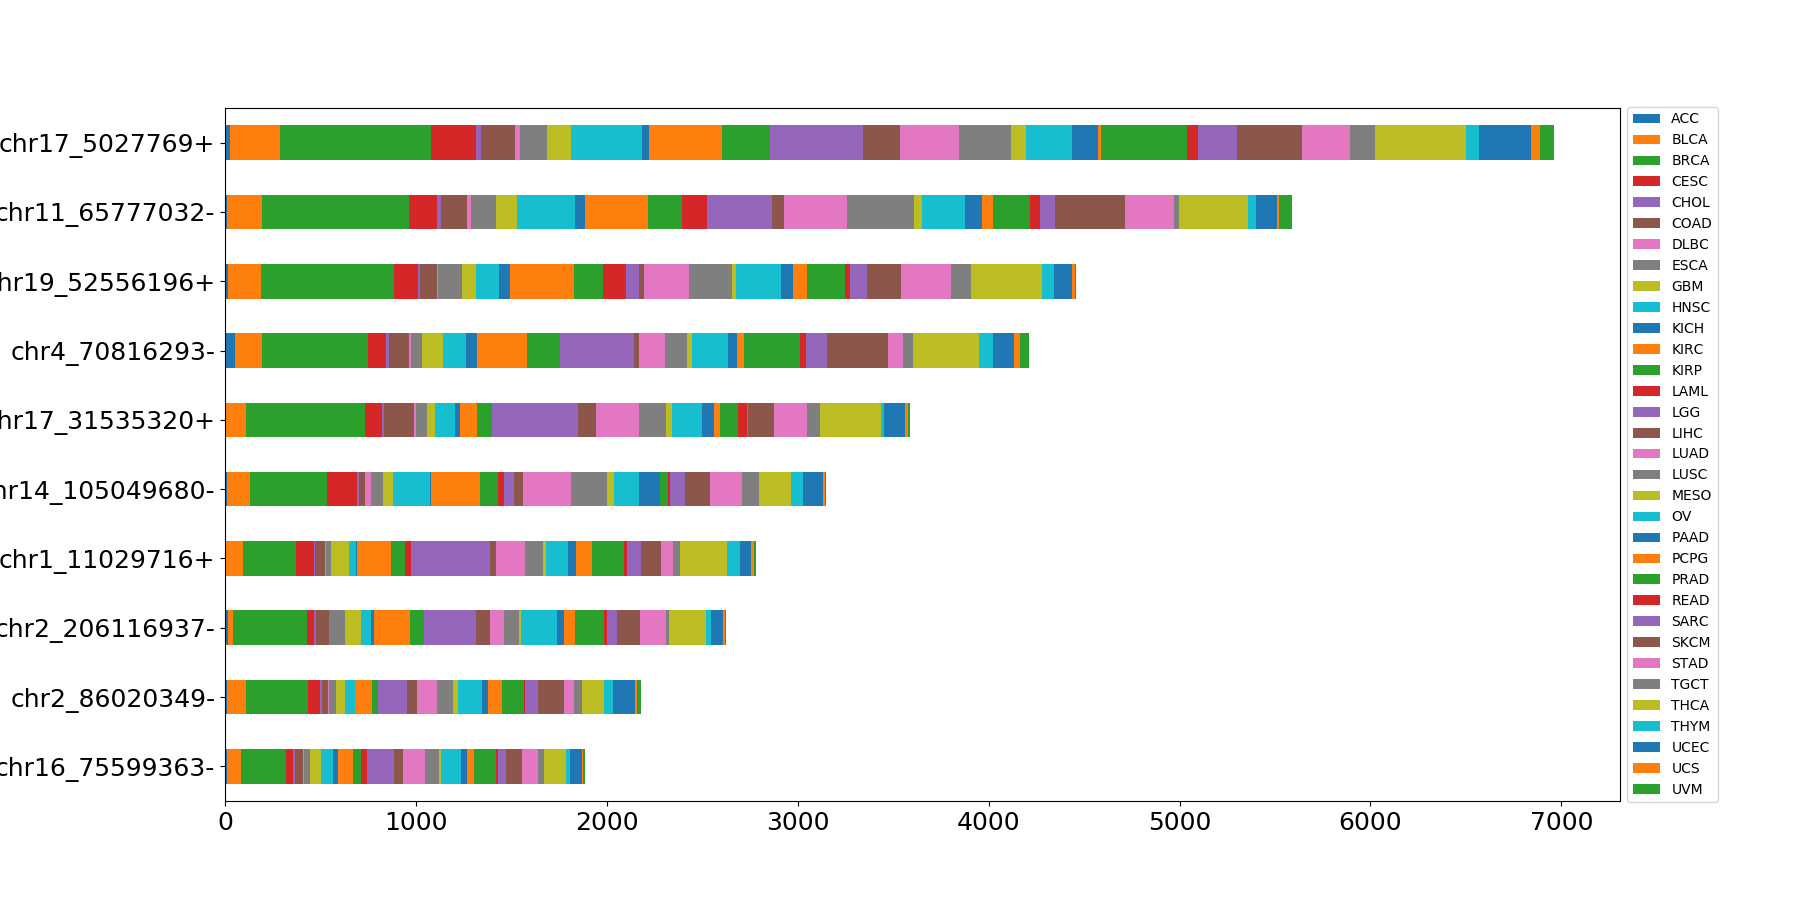 chr17_5027769+
chr11_65777032-
hr19_52556196+
chr4_70816293-
hr17_31535320+
hr14_105049680-
chr1_11029716+
chr2_206116937-
chr2_86020349-
chr16_75599363-
0 1000 2000 3000 4000 5000 6000 7000
ACC
BLCA
BRCA
CESC
CHOL
COAD
DLBC
ESCA
GBM
HNSC
KICH
KIRC
KIRP
LAML
LGG
LIHC
LUAD
LUSC
MESO
OV
PAAD
PCPG
PRAD
READ
SARC
SKCM
STAD
TGCT
THCA
THYM
UCEC
UCS
UVM